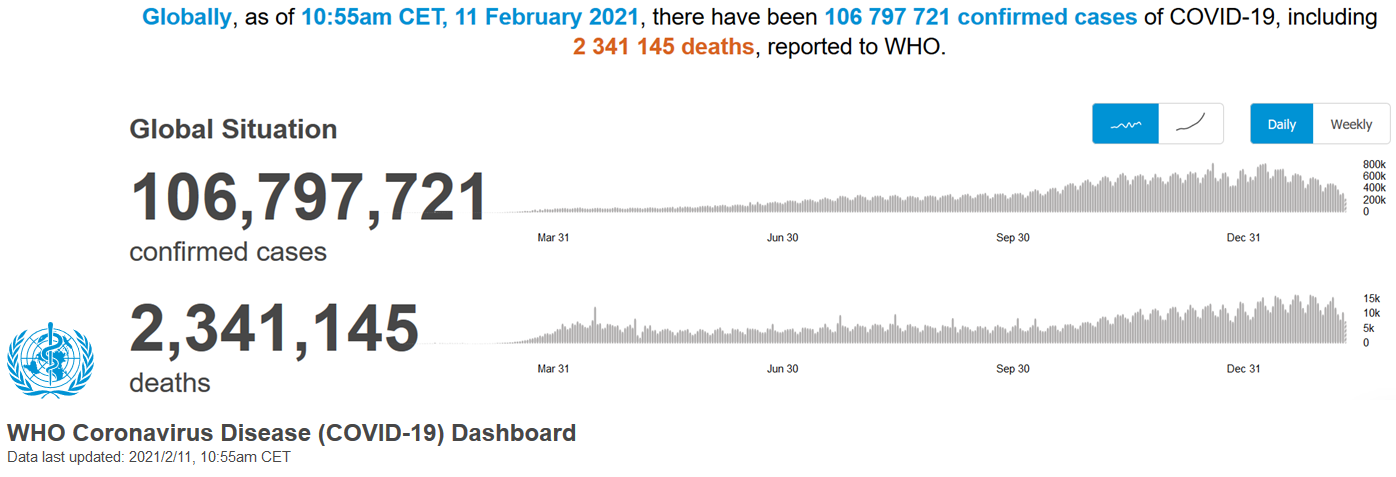 Globally, as of 10:55am CET, 11 February 2021, there have been 106 797 721 confirmed cases of COVID-19, including
2 341 145 deaths, reported to WHO.
Global Situation
Daily Weekly
106,797,721
confirmed cases
800k
600k
400k
200k
0
Mar 31 Jun 30 Sep 30 Dec 31
2,341,145
deaths
15k
10k
5k
0
Mar 31 Jun 30 Sep 30 Dec 31
WHO Coronavirus Disease (COVID-19) Dashboard
Data last updated: 2021/2/11, 10:55am CET